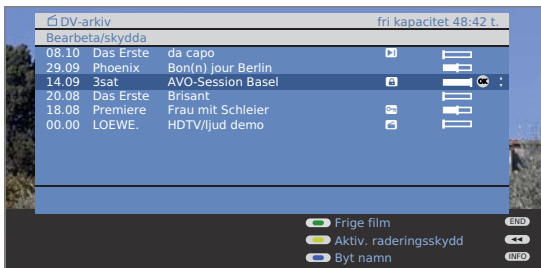 DV-arkiv fri kapacitet 48:42 t.
Bearbeta/skydda
08.10 Das Erste da capo
29.09 Phoenix Bon(n) jour Berlin
14.09 3sat AVO-Session Basel OK
20.08 Das Erste Brisant
18.08 Premiere Frau mit Schleier
00.00 LOEWE. HDTV/ljud demo
Frige film END
Aktiv. raderingsskydd
Byt namn INFO